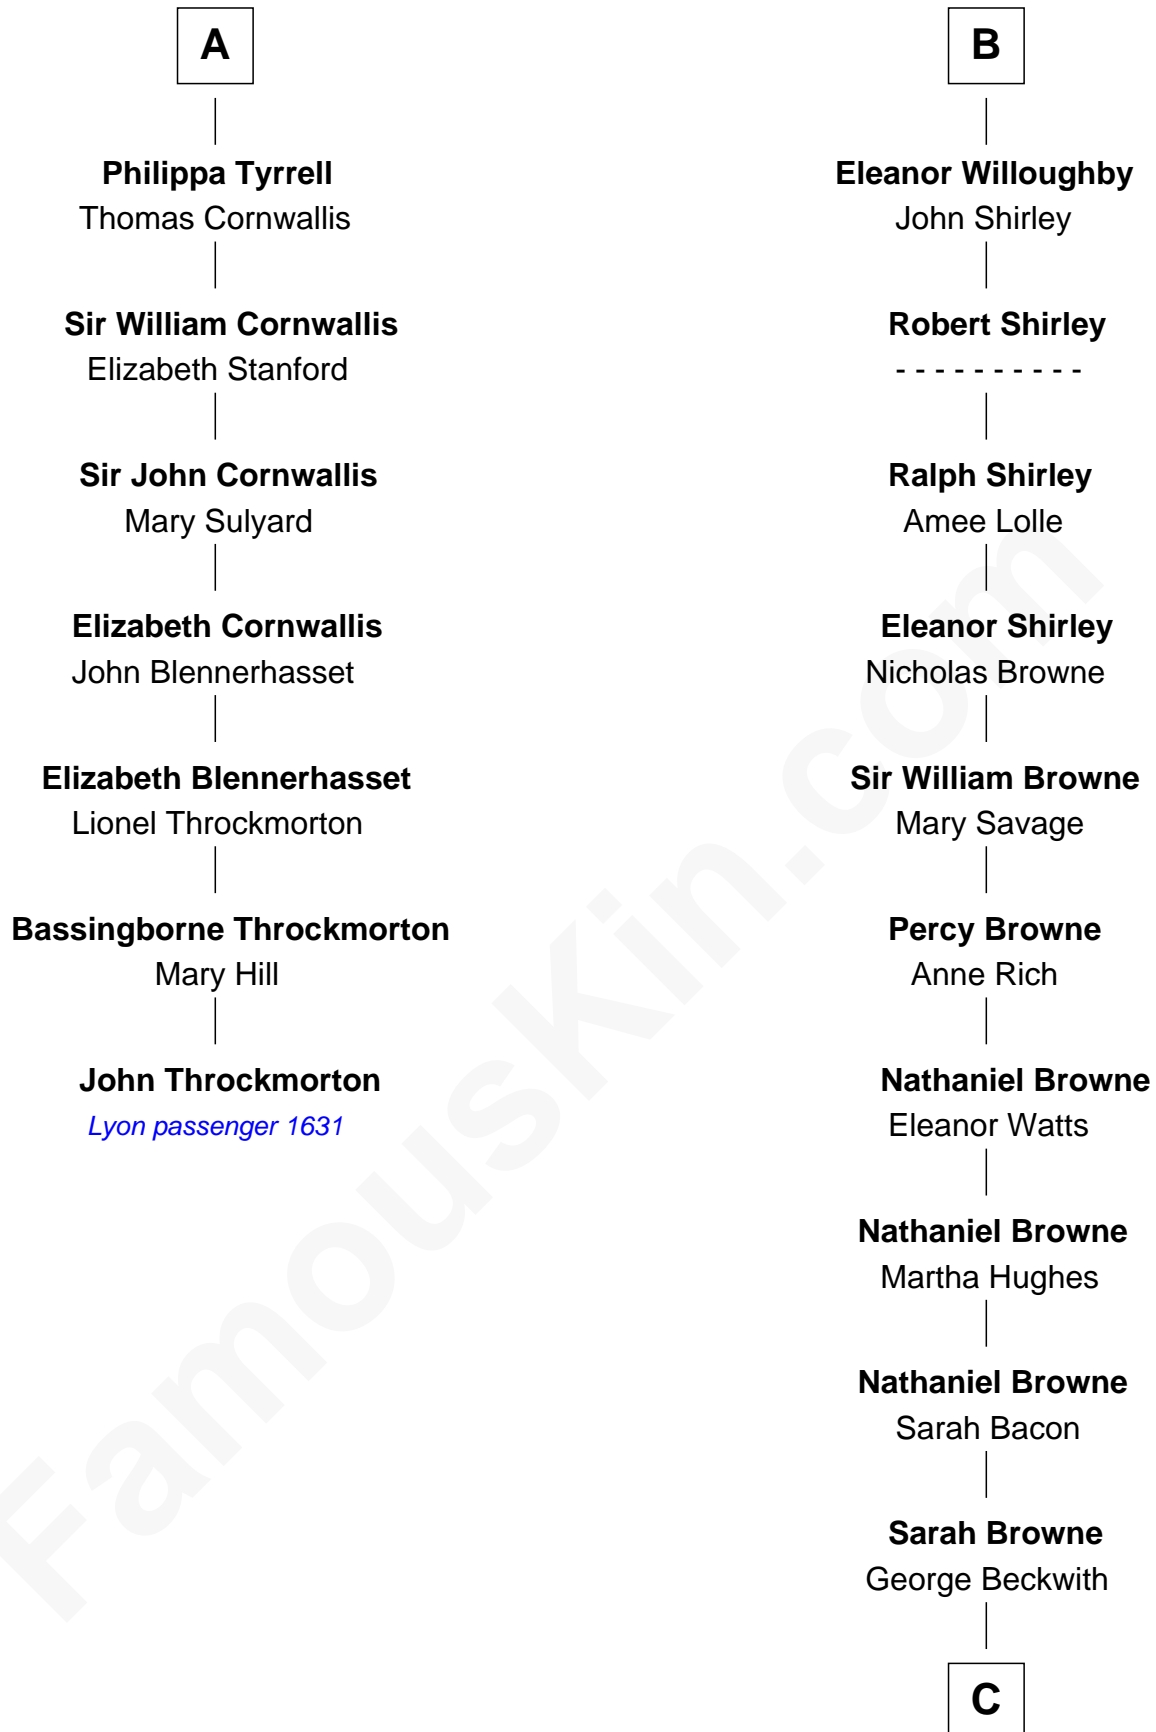 A
Philippa Tyrrell
Thomas Cornwallis
Sir William Cornwallis
Elizabeth Stanford
Sir John Cornwallis
Mary Sulyard
Elizabeth Cornwallis
John Blennerhasset
Elizabeth Blennerhasset
Lionel Throckmorton
Bassingborne Throckmorton
Mary Hill
John Throckmorton
Lyon passenger 1631
B
Eleanor Willoughby
John Shirley
Robert Shirley
- - - - - - - - - -
Ralph Shirley
Amee Lolle
Eleanor Shirley
Nicholas Browne
Sir William Browne
Mary Savage
Percy Browne
Anne Rich
Nathaniel Browne
Eleanor Watts
Nathaniel Browne
Martha Hughes
Nathaniel Browne
Sarah Bacon
Sarah Browne
George Beckwith
C
FamousKin.com